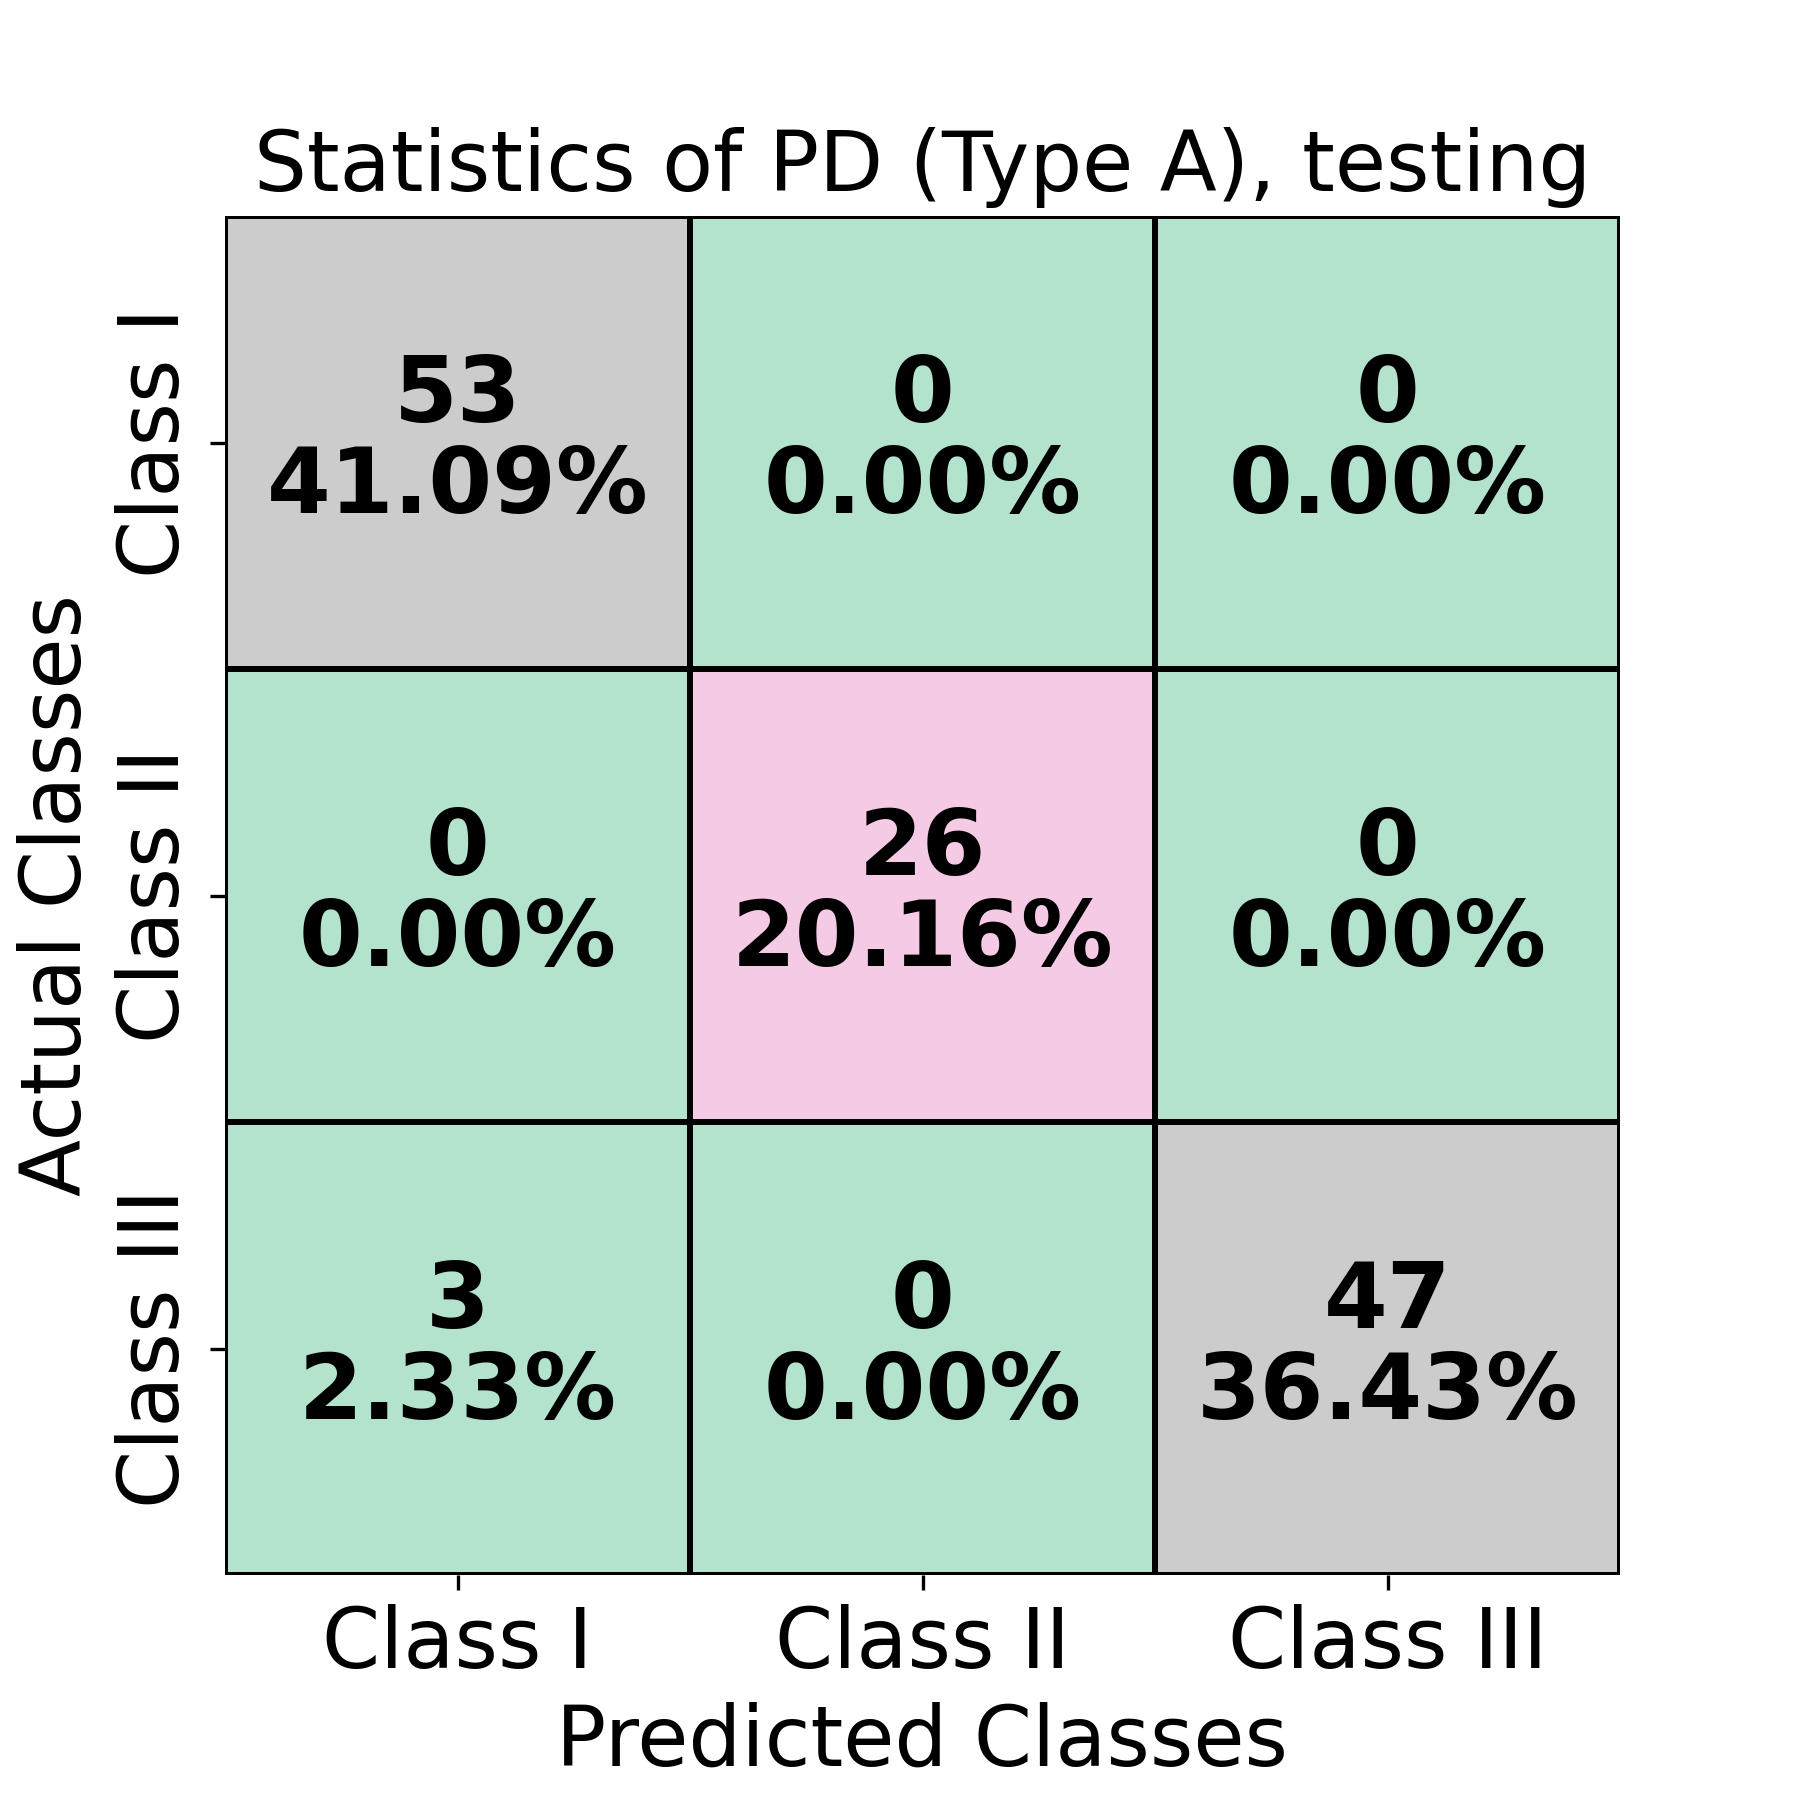 Statistics of PD (Type A), testing
Actual Classes
Class I
53
41.09%
0
0.00%
0
0.00%
Class II
0
0.00%
26
20.16%
0
0.00%
Class III
3
2.33%
0
0.00%
47
36.43%
Class I
Class II
Class III
Predicted Classes